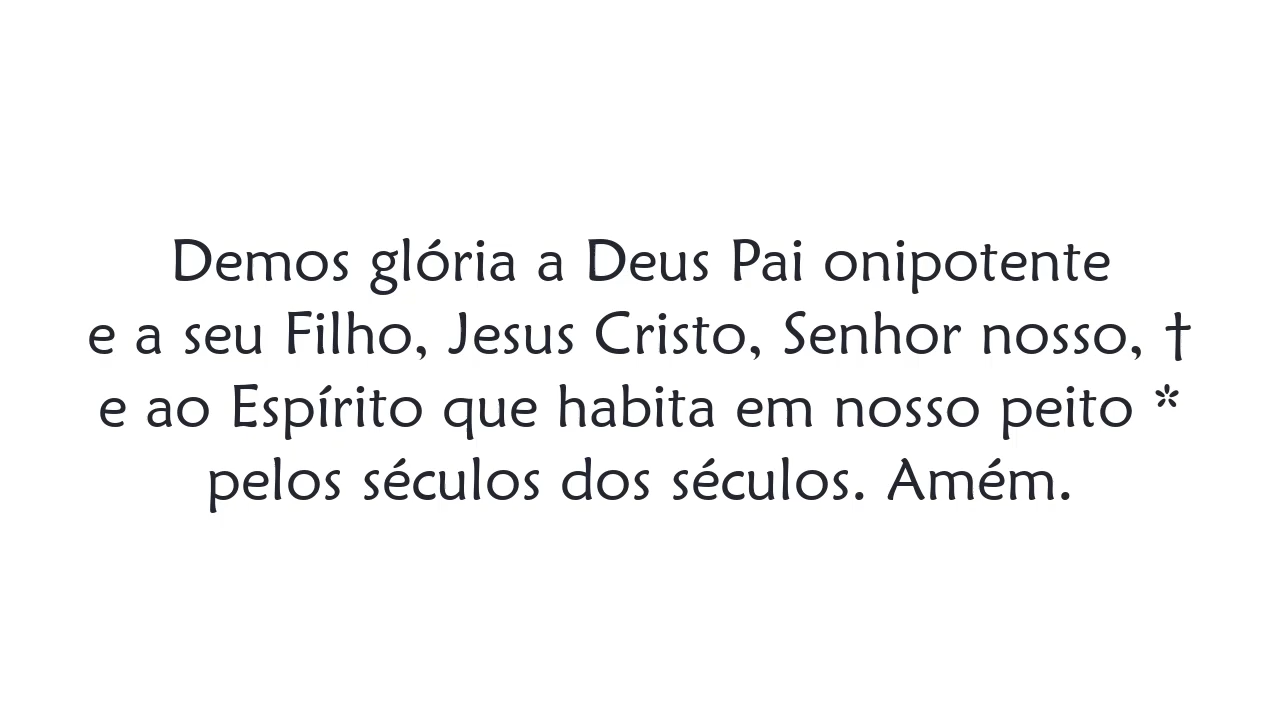 Demos glória a Deus Pai onipotente
e a seu Filho, Jesus Cristo, Senhor nosso, †
e ao Espírito que habita em nosso peito *
pelos séculos dos séculos. Amém.